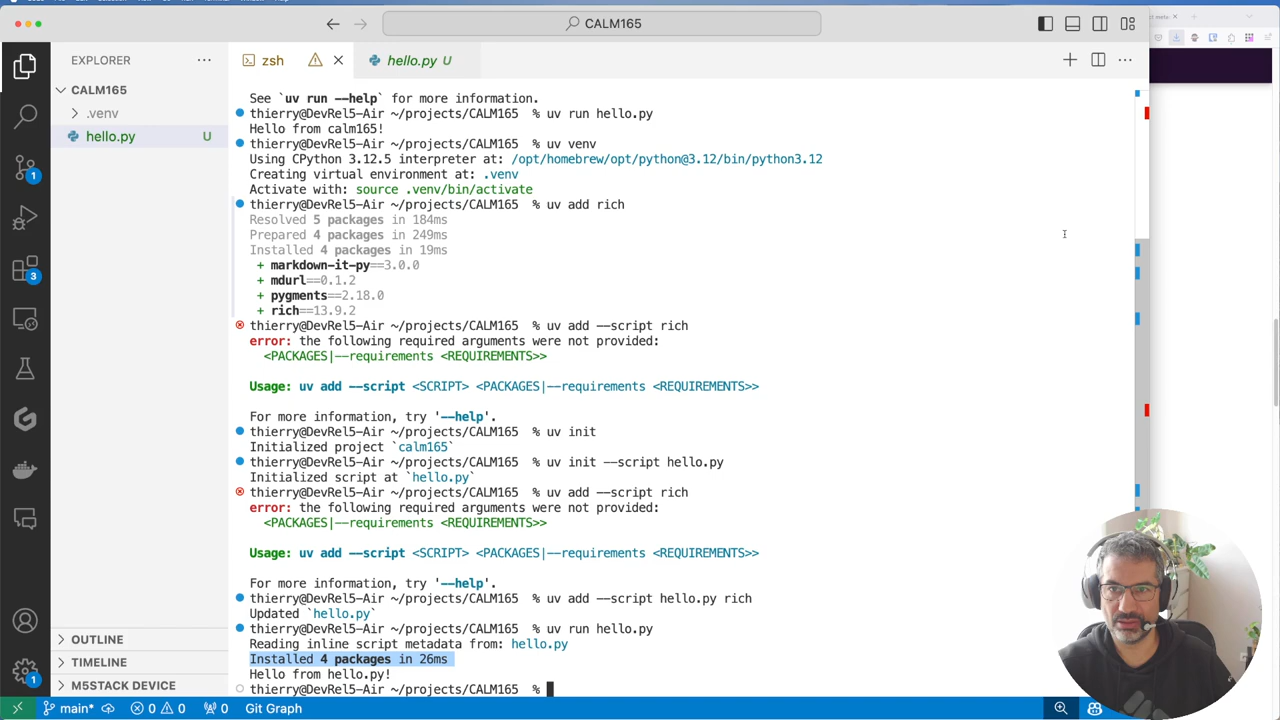 CALM165
EXPLORER
zsh
hello.py U
CALM165
.venv
hello.py U
See `uv run --help` for more information.
thierry@DevRel5-Air ~/projects/CALM165 % uv run hello.py
Hello from calm165!
thierry@DevRel5-Air ~/projects/CALM165 % uv venv
Using CPython 3.12.5 interpreter at: /opt/homebrew/opt/python@3.12/bin/python3.12
Creating virtual environment at: .venv
Activate with: source .venv/bin/activate
thierry@DevRel5-Air ~/projects/CALM165 % uv add rich
Resolved 5 packages in 184ms
Prepared 4 packages in 249ms
Installed 4 packages in 19ms
+ markdown-it-py==3.0.0
+ mdurl==0.1.2
+ pygments==2.18.0
+ rich==13.9.2
thierry@DevRel5-Air ~/projects/CALM165 % uv add --script rich
error: the following required arguments were not provided:
<PACKAGES|--requirements <REQUIREMENTS>>
Usage: uv add --script <SCRIPT> <PACKAGES|--requirements <REQUIREMENTS>>
For more information, try '--help'.
thierry@DevRel5-Air ~/projects/CALM165 % uv init
Initialized project `calm165`
thierry@DevRel5-Air ~/projects/CALM165 % uv init --script hello.py
Initialized script at `hello.py`
thierry@DevRel5-Air ~/projects/CALM165 % uv add --script rich
error: the following required arguments were not provided:
<PACKAGES|--requirements <REQUIREMENTS>>
Usage: uv add --script <SCRIPT> <PACKAGES|--requirements <REQUIREMENTS>>
For more information, try '--help'.
thierry@DevRel5-Air ~/projects/CALM165 % uv add --script hello.py rich
Updated `hello.py`
thierry@DevRel5-Air ~/projects/CALM165 % uv run hello.py
Reading inline script metadata from: hello.py
Installed 4 packages in 26ms
Hello from hello.py!
thierry@DevRel5-Air ~/projects/CALM165 %
1
3
OUTLINE
TIMELINE
M5STACK DEVICE
1
main* 0 0 0 Git Graph